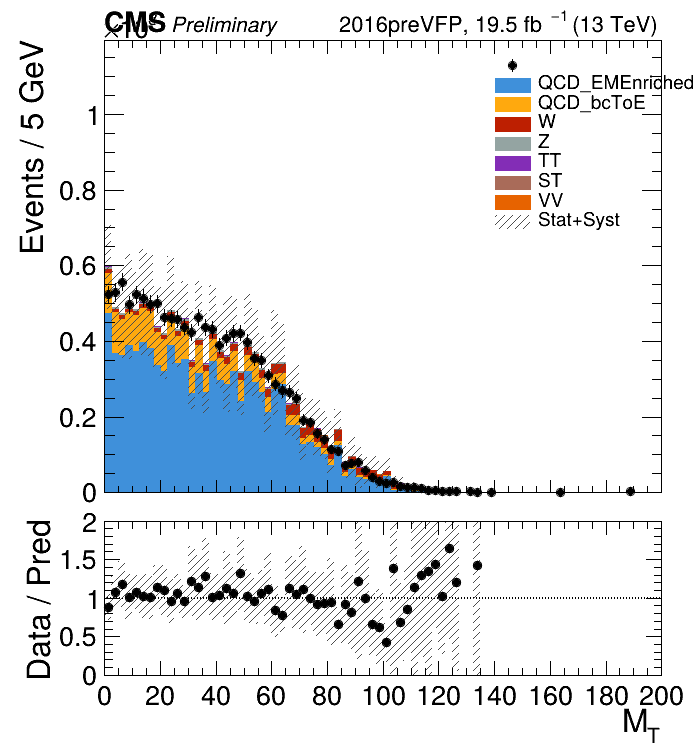 CMS Preliminary 2016preVFP, 19.5 fb⁻¹ (13 TeV)
Events / 5 GeV
QCD_EMEnriched
QCD_bcToE
W
Z
TT
ST
VV
Stat+Syst
1
0.8
0.6
0.4
0.2
0
Data / Pred
2
1.5
1
0.5
0
0 20 40 60 80 100 120 140 160 180 200
M_T